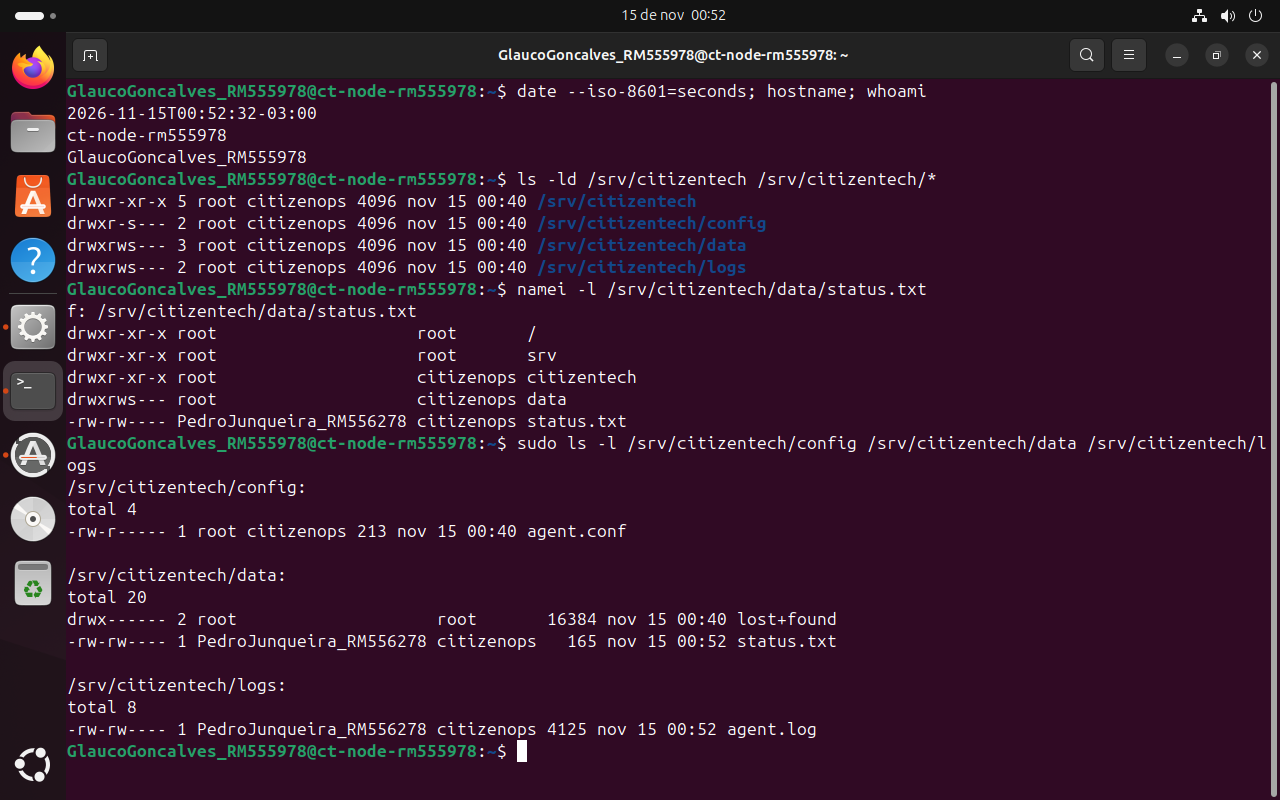 15 de nov 00:52
GlaucoGoncalves_RM555978@ct-node-rm555978: ~
GlaucoGoncalves_RM555978@ct-node-rm555978:~$ date --iso-8601=seconds; hostname; whoami
2026-11-15T00:52:32-03:00
ct-node-rm555978
GlaucoGoncalves_RM555978
GlaucoGoncalves_RM555978@ct-node-rm555978:~$ ls -ld /srv/citizentech /srv/citizentech/*
drwxr-xr-x 5 root citizenops 4096 nov 15 00:40 /srv/citizentech
drwxr-s--- 2 root citizenops 4096 nov 15 00:40 /srv/citizentech/config
drwxrws--- 3 root citizenops 4096 nov 15 00:40 /srv/citizentech/data
drwxrws--- 2 root citizenops 4096 nov 15 00:40 /srv/citizentech/logs
GlaucoGoncalves_RM555978@ct-node-rm555978:~$ namei -l /srv/citizentech/data/status.txt
f: /srv/citizentech/data/status.txt
drwxr-xr-x root                    root       /
drwxr-xr-x root                    root       srv
drwxr-xr-x root                    citizenops citizentech
drwxrws--- root                    citizenops data
-rw-rw---- PedroJunqueira_RM556278 citizenops status.txt
GlaucoGoncalves_RM555978@ct-node-rm555978:~$ sudo ls -l /srv/citizentech/config /srv/citizentech/data /srv/citizentech/l
ogs
/srv/citizentech/config:
total 4
-rw-r----- 1 root citizenops 213 nov 15 00:40 agent.conf

/srv/citizentech/data:
total 20
drwx------ 2 root                    root       16384 nov 15 00:40 lost+found
-rw-rw---- 1 PedroJunqueira_RM556278 citizenops   165 nov 15 00:52 status.txt

/srv/citizentech/logs:
total 8
-rw-rw---- 1 PedroJunqueira_RM556278 citizenops 4125 nov 15 00:52 agent.log
GlaucoGoncalves_RM555978@ct-node-rm555978:~$